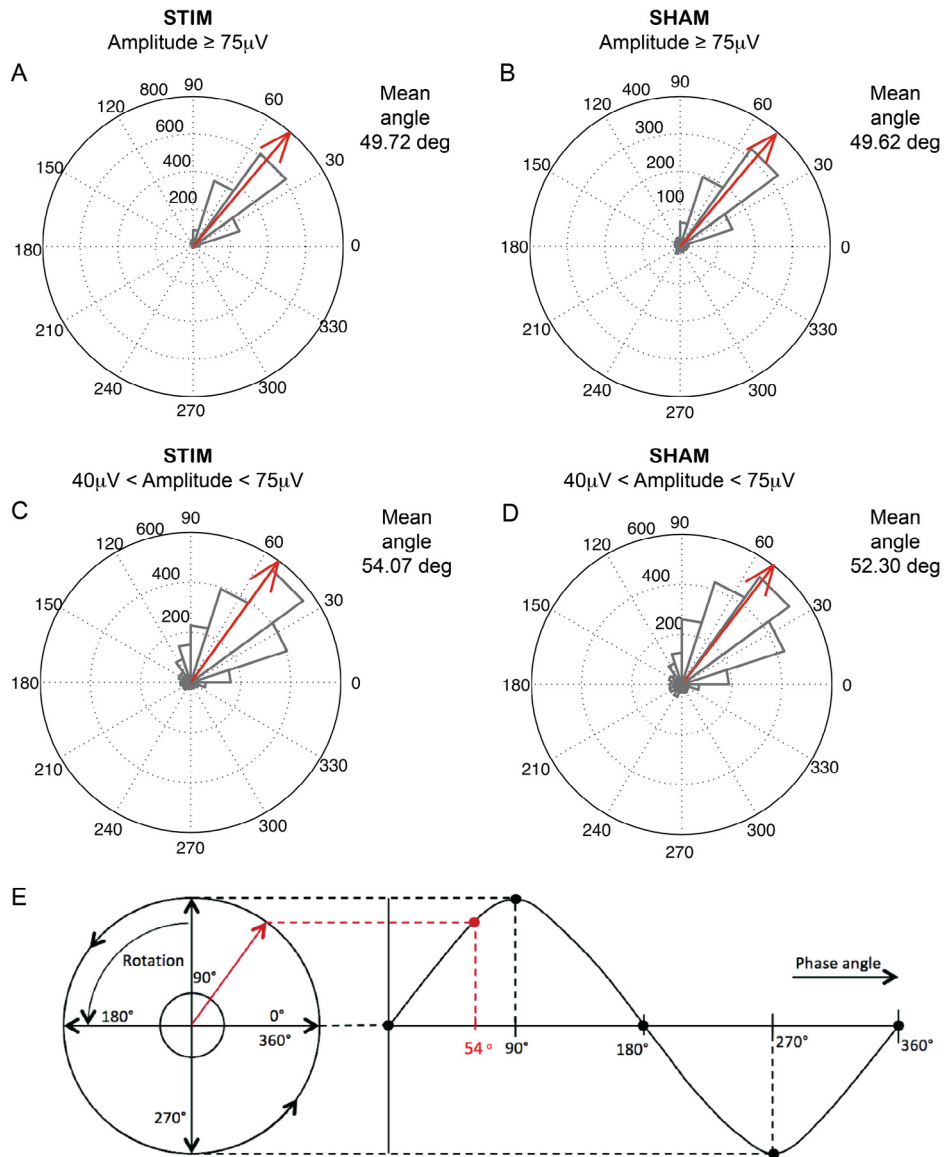 STIM
Amplitude ≥ 75μV
SHAM
Amplitude ≥ 75μV
A
90
60
30
0
330
300
270
240
210
180
150
120
800
600
400
200
Mean
angle
49.72 deg
B
90
60
30
0
330
300
270
240
210
180
150
120
400
300
200
100
Mean
angle
49.62 deg
STIM
40μV < Amplitude < 75μV
SHAM
40μV < Amplitude < 75μV
C
90
60
30
0
330
300
270
240
210
180
150
120
600
400
200
Mean
angle
54.07 deg
D
90
60
30
0
330
300
270
240
210
180
150
120
600
400
200
Mean
angle
52.30 deg
E
Rotation
90°
180°
0°
360°
270°
54°
90°
180°
270°
360°
Phase angle